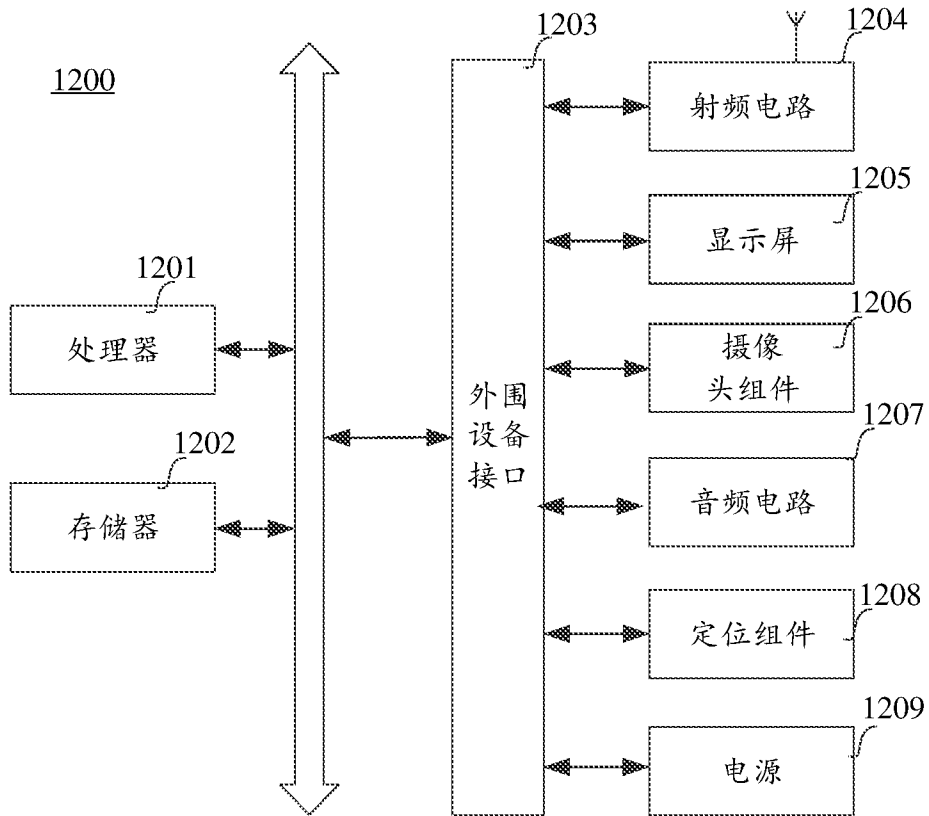 1200
1201
处理器
1202
存储器
1203
外围
设备
接口
1204
射频电路
1205
显示屏
1206
摄像
头组件
1207
音频电路
1208
定位组件
1209
电源